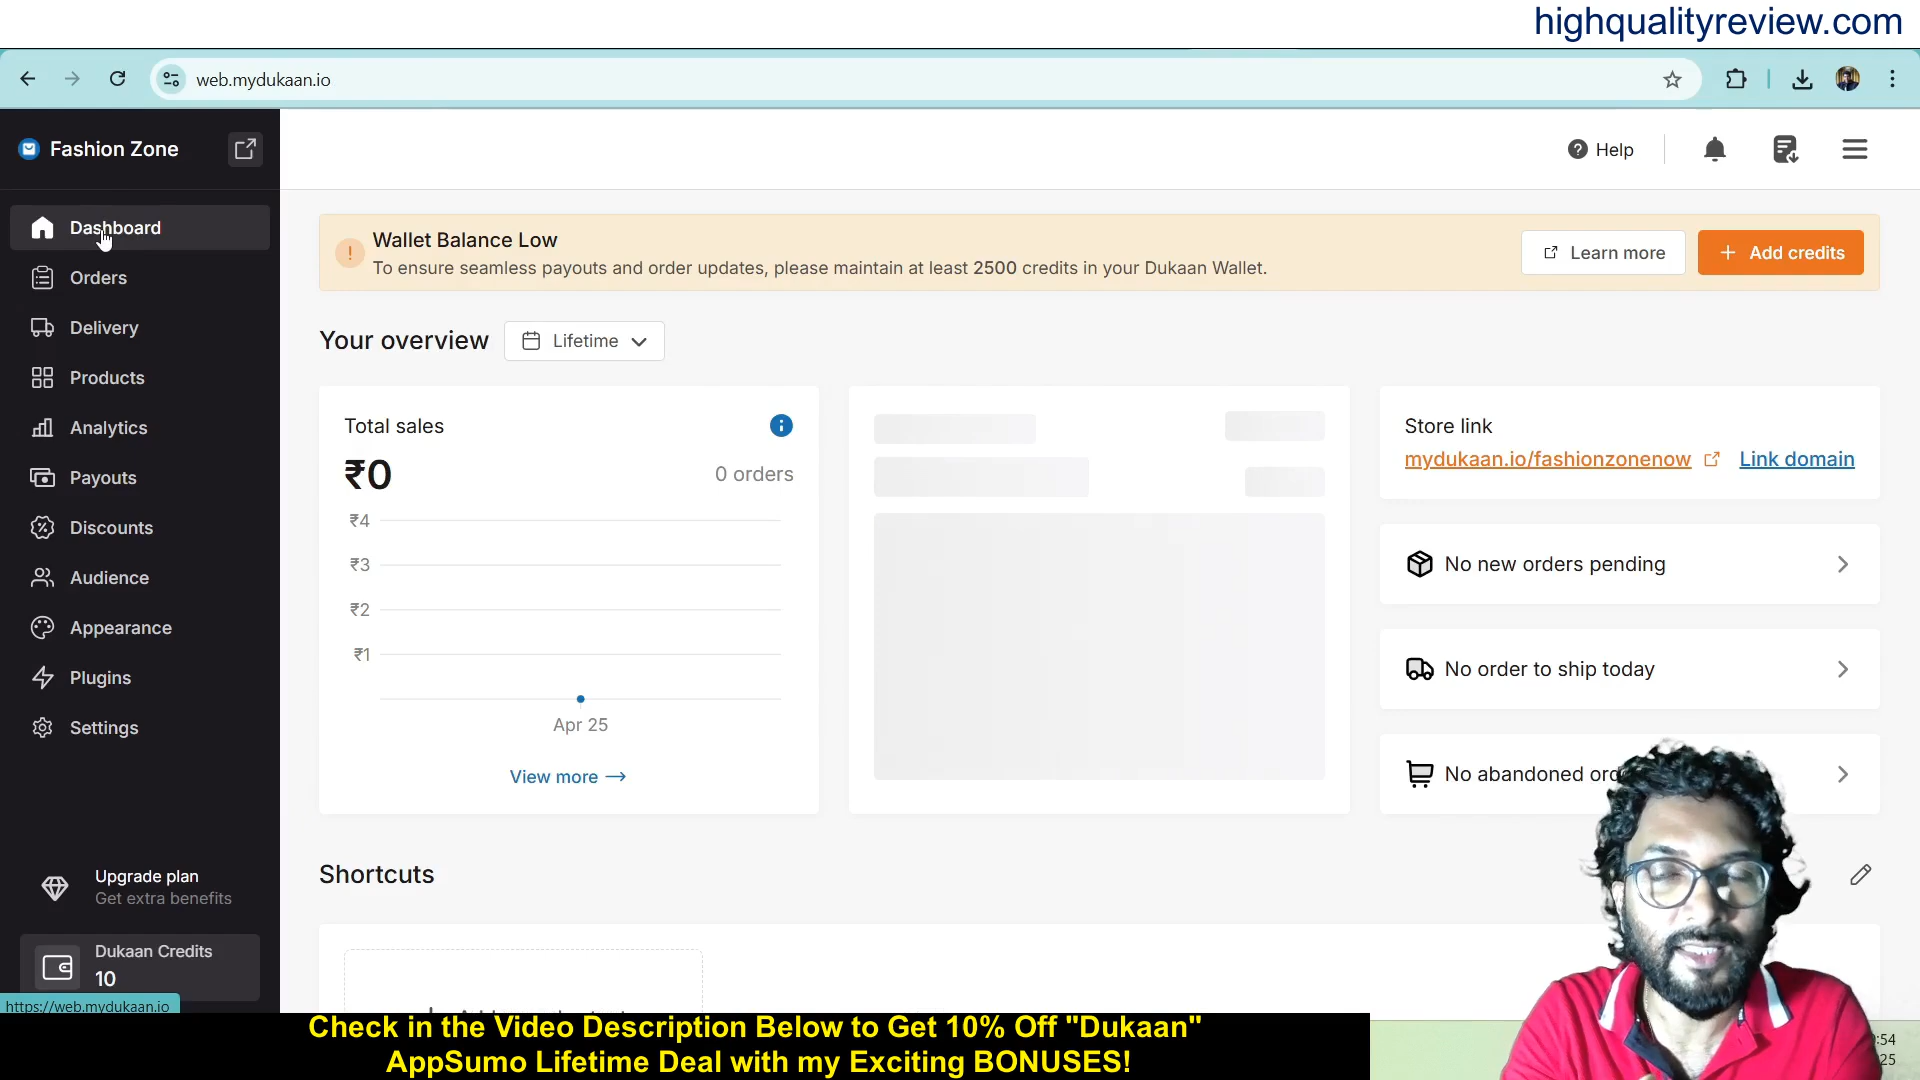 highqualityreview.com
web.mydukaan.io
Fashion Zone
Help
Dashboard
Orders
Delivery
Products
Analytics
Payouts
Discounts
Audience
Appearance
Plugins
Settings
Upgrade plan
Get extra benefits
Dukaan Credits
10
https://web.mydukaan.io
Wallet Balance Low
To ensure seamless payouts and order updates, please maintain at least 2500 credits in your Dukaan Wallet.
Learn more
Add credits
Your overview
Lifetime
Total sales
₹0
0 orders
₹4
₹3
₹2
₹1
Apr 25
View more
Store link
mydukaan.io/fashionzonenow
Link domain
No new orders pending
No order to ship today
No abandoned
Shortcuts
Check in the Video Description Below to Get 10% Off "Dukaan"
AppSumo Lifetime Deal with my Exciting BONUSES!
:54
25